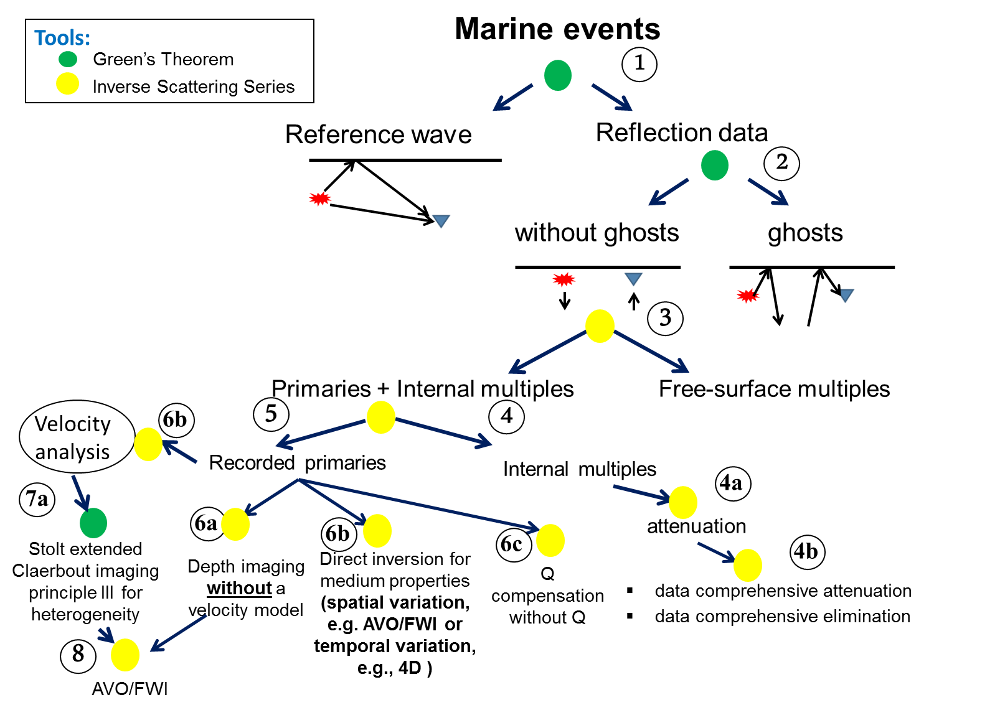 Marine events
Tools:
Green's Theorem
Inverse Scattering Series
1
Reference wave
Reflection data
2
without ghosts
ghosts
3
Primaries + Internal multiples
Free-surface multiples
5
4
Velocity
analysis
6b
Recorded primaries
Internal multiples
7a
4a
6a
6b
6c
attenuation
4b
Stolt extended
Claerbout imaging
principle III for
heterogeneity
Depth imaging
without a
velocity model
Direct inversion for
medium properties
(spatial variation,
e.g. AVO/FWI or
temporal variation,
e.g., 4D )
Q
compensation
without Q
▪ data comprehensive attenuation
▪ data comprehensive elimination
8
AVO/FWI